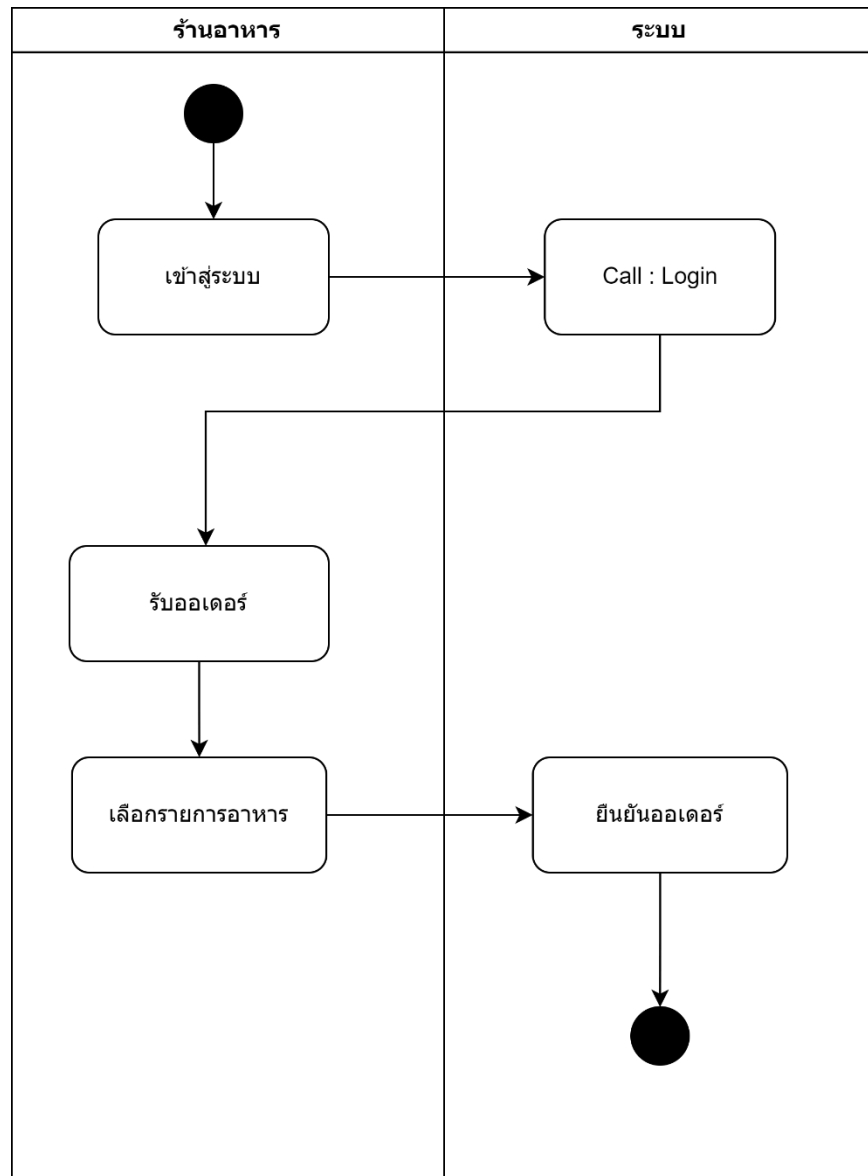 ร้านอาหาร
ระบบ
เข้าสู่ระบบ
Call : Login
รับออเดอร์
เลือกรายการอาหาร
ยืนยันออเดอร์